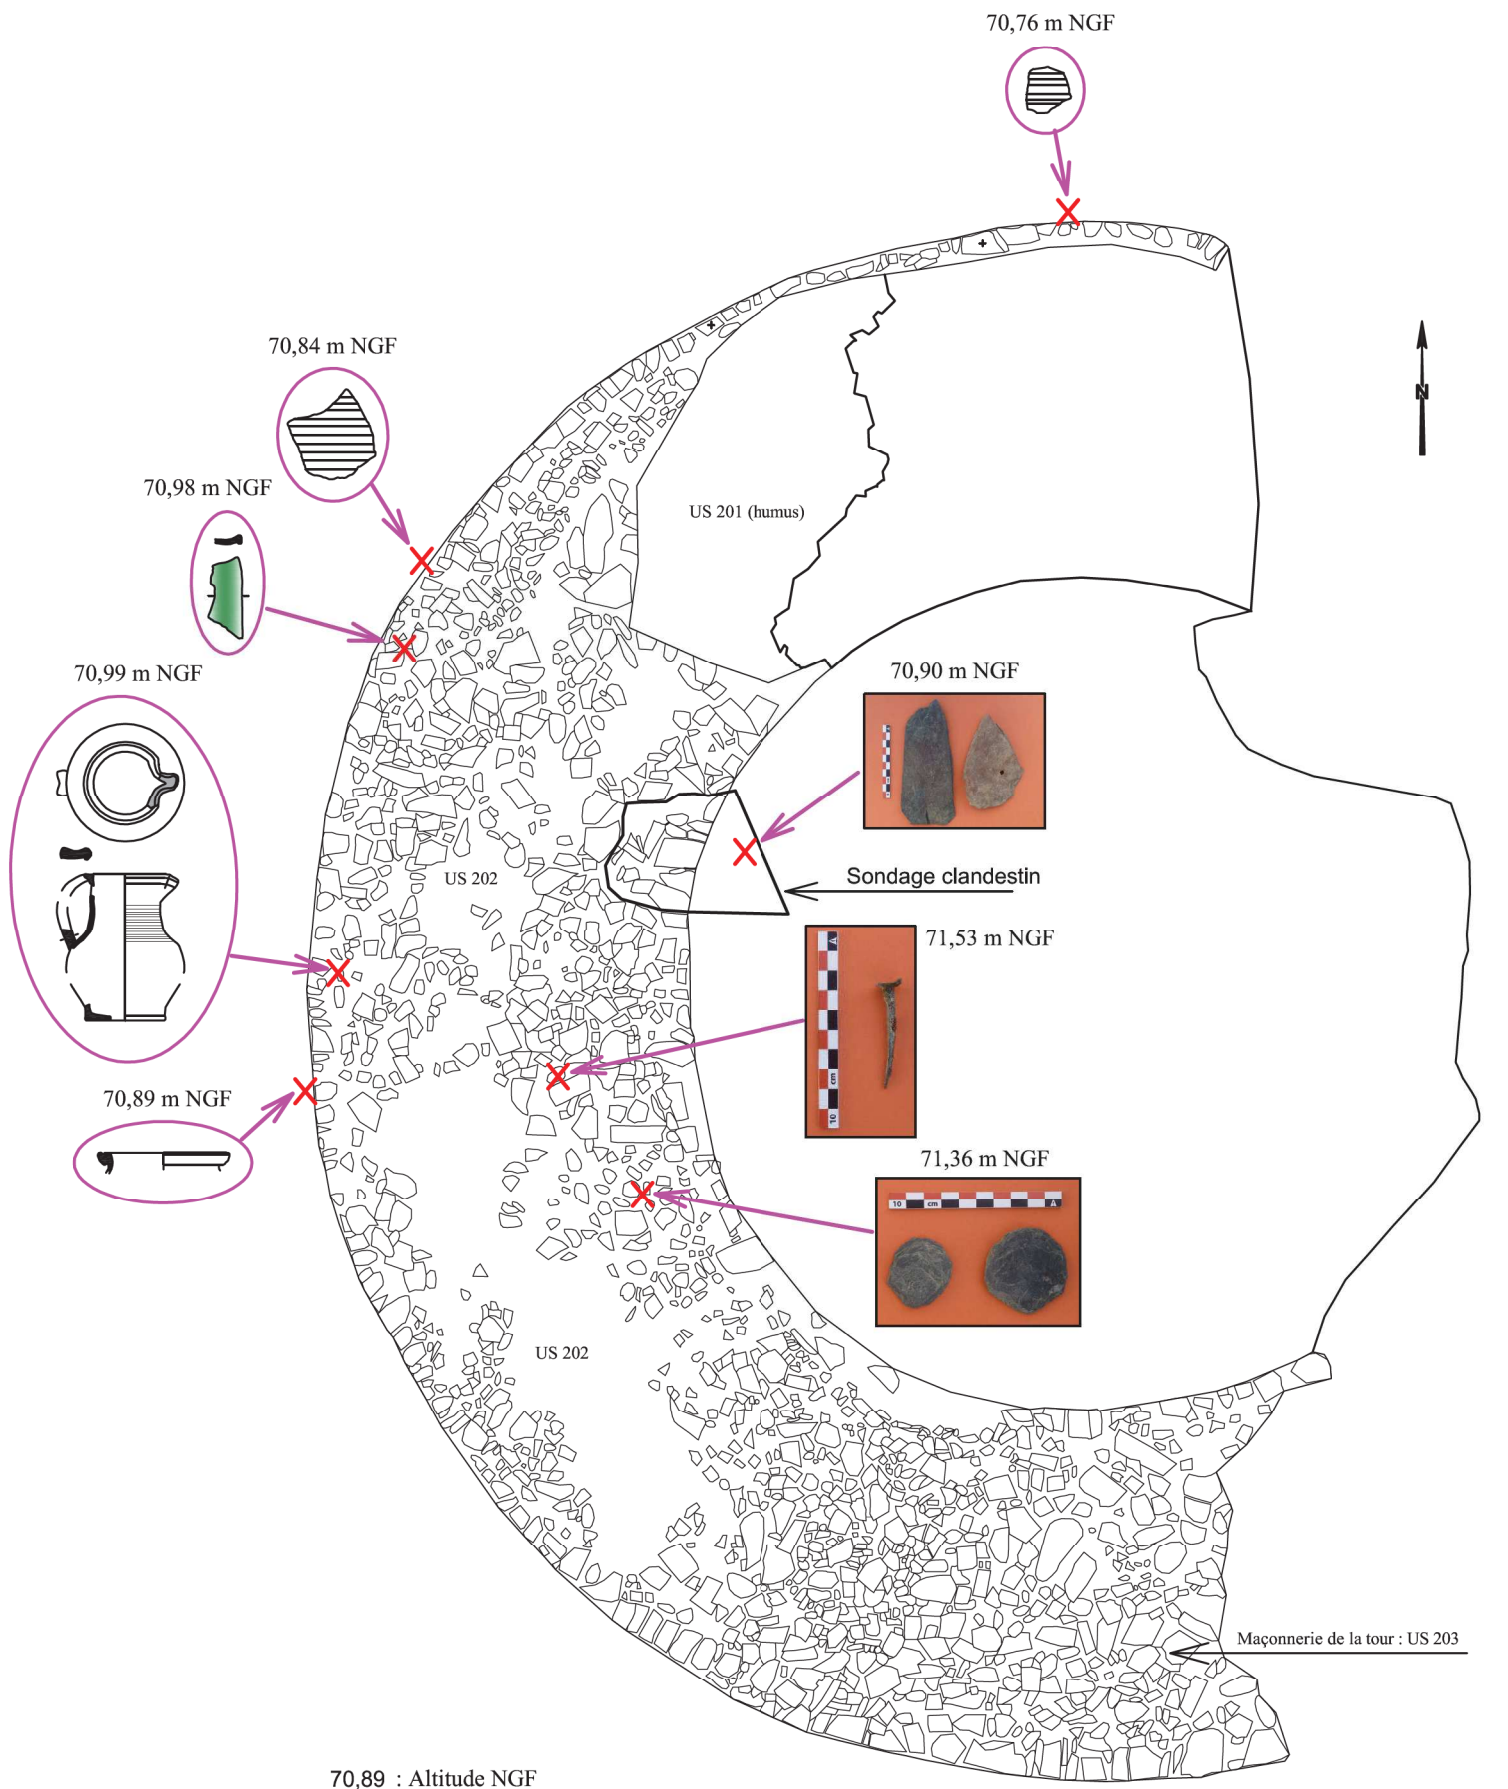 70,76 m NGF
70,84 m NGF
N
70,98 m NGF
US 201 (humus)
70,99 m NGF
70,90 m NGF
Sondage clandestin
US 202
71,53 m NGF
A
cm
10
70,89 m NGF
71,36 m NGF
10 cm A
US 202
Maçonnerie de la tour : US 203
70,89 : Altitude NGF